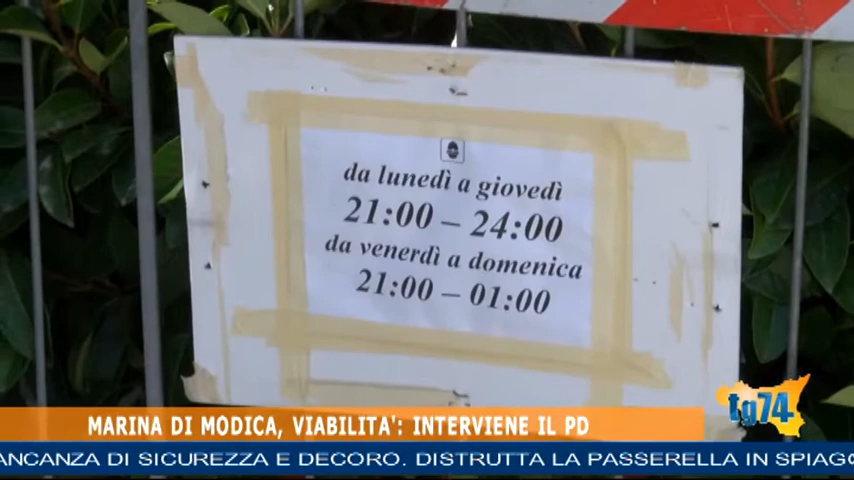 da lunedì a giovedì
21:00 – 24:00
da venerdì a domenica
21:00 – 01:00
tg74
MARINA DI MODICA, VIABILITA': INTERVIENE IL PD
ANCANZA DI SICUREZZA E DECORO. DISTRUTTA LA PASSERELLA IN SPIAGG